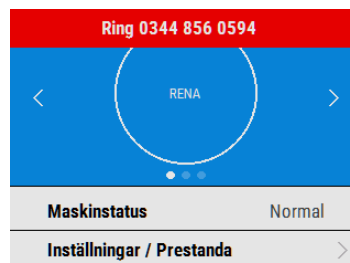 Ring 0344 856 0594
RENA
Maskinstatus Normal
Inställningar / Prestanda